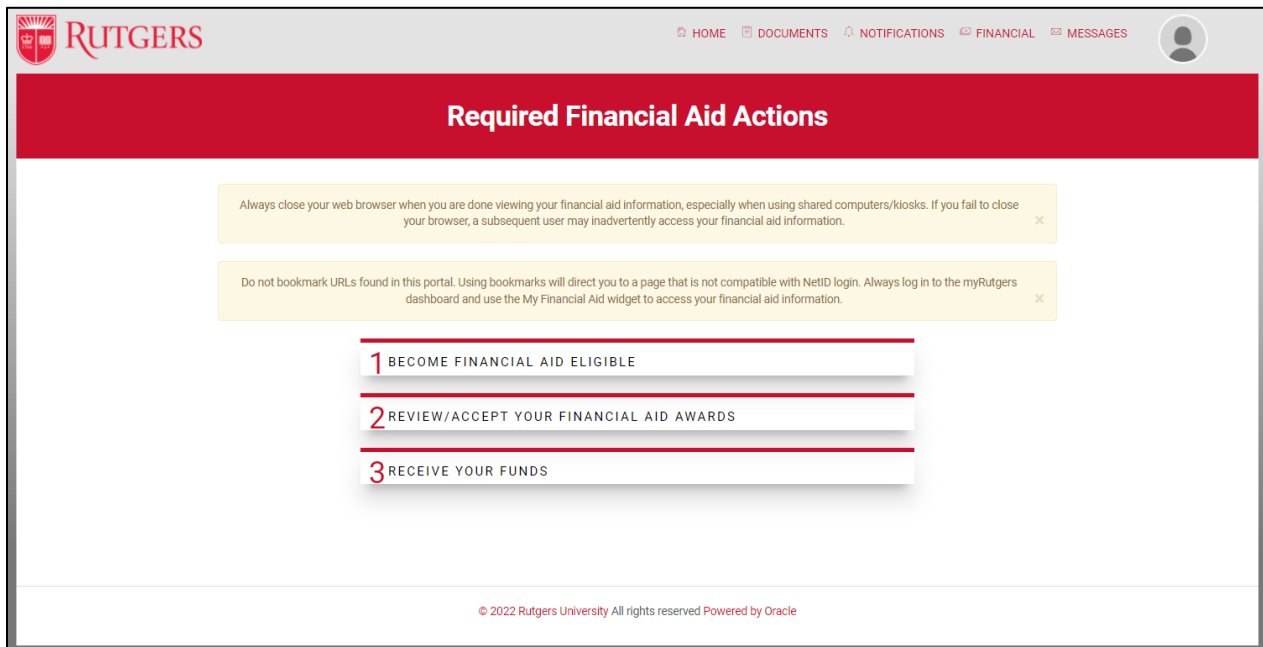 RUTGERS
HOME DOCUMENTS NOTIFICATIONS FINANCIAL MESSAGES
Required Financial Aid Actions
Always close your web browser when you are done viewing your financial aid information, especially when using shared computers/kiosks. If you fail to close
your browser, a subsequent user may inadvertently access your financial aid information.
×
Do not bookmark URLs found in this portal. Using bookmarks will direct you to a page that is not compatible with NetID login. Always log in to the myRutgers
dashboard and use the My Financial Aid widget to access your financial aid information.
×
1 BECOME FINANCIAL AID ELIGIBLE
2 REVIEW/ACCEPT YOUR FINANCIAL AID AWARDS
3 RECEIVE YOUR FUNDS
© 2022 Rutgers University All rights reserved Powered by Oracle